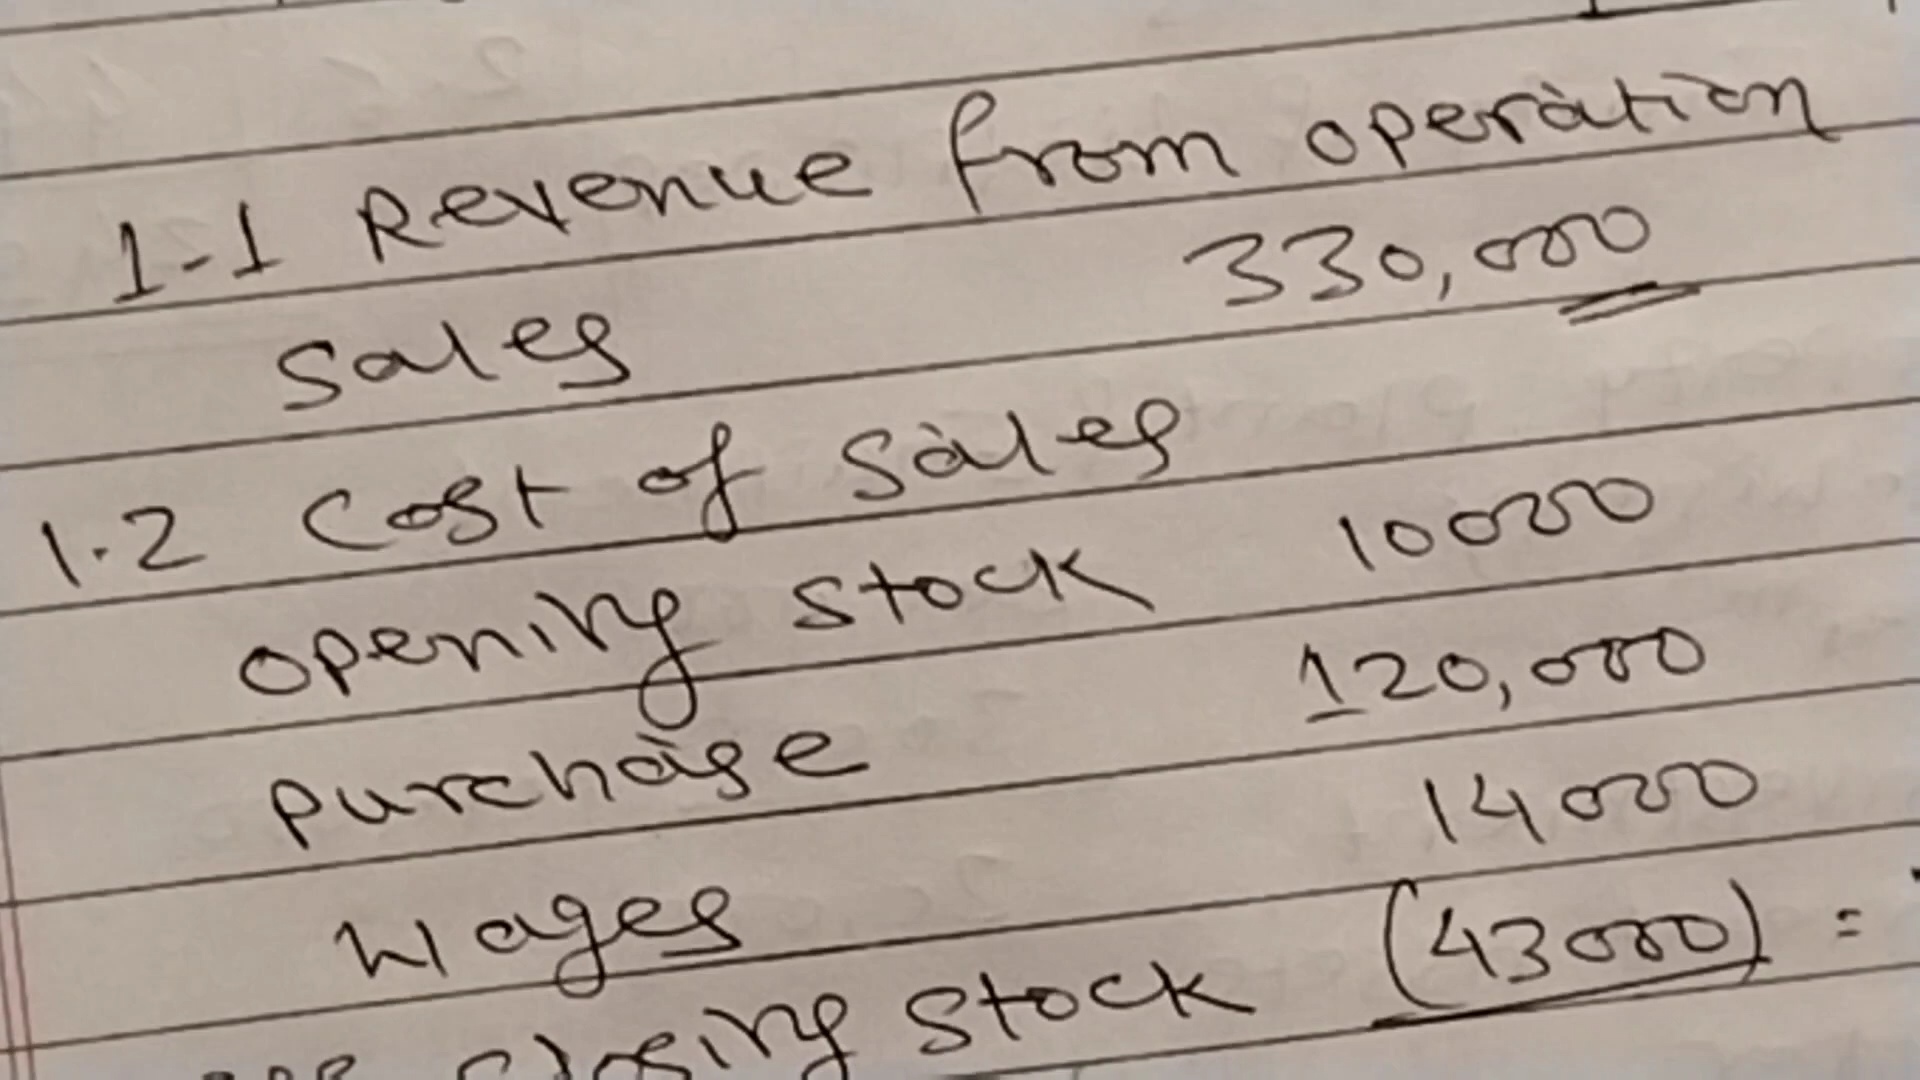 1-1 Revenue from operation
Sales 330,000
1.2 Cost of Sales
opening stock 10000
purchase 120,000
Wages 14000
closing stock (43000) =